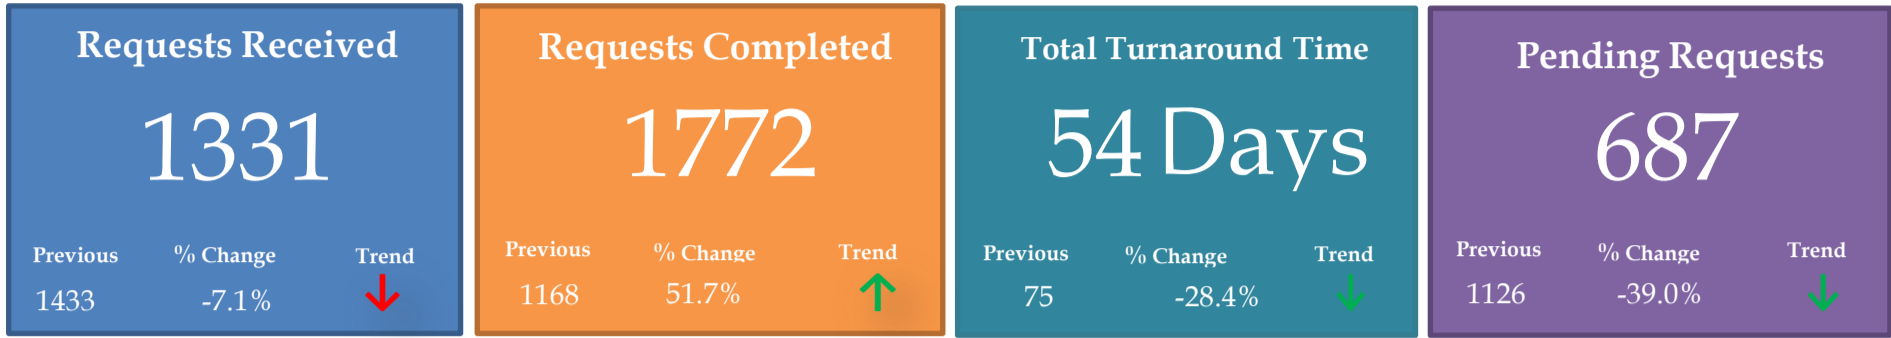 Requests Received
1331
Previous % Change Trend
1433 -7.1%
Requests Completed
1772
Previous % Change Trend
1168 51.7%
Total Turnaround Time
54 Days
Previous % Change Trend
75 -28.4%
Pending Requests
687
Previous % Change Trend
1126 -39.0%